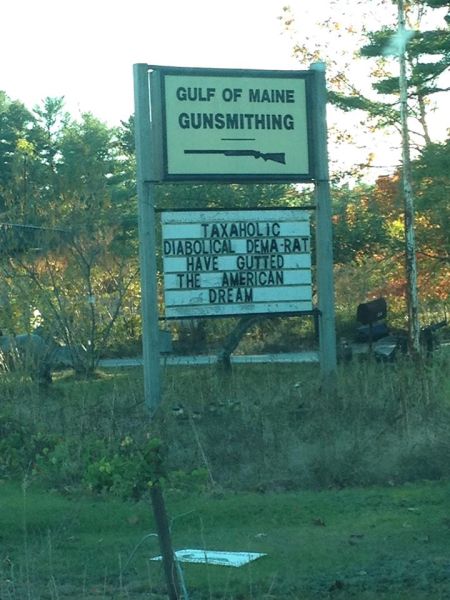 GULF OF MAINE
GUNSMITHING
TAXAHOLIC
DIABOLICAL DEMA-RAT
HAVE GUTTED
THE AMERICAN
DREAM